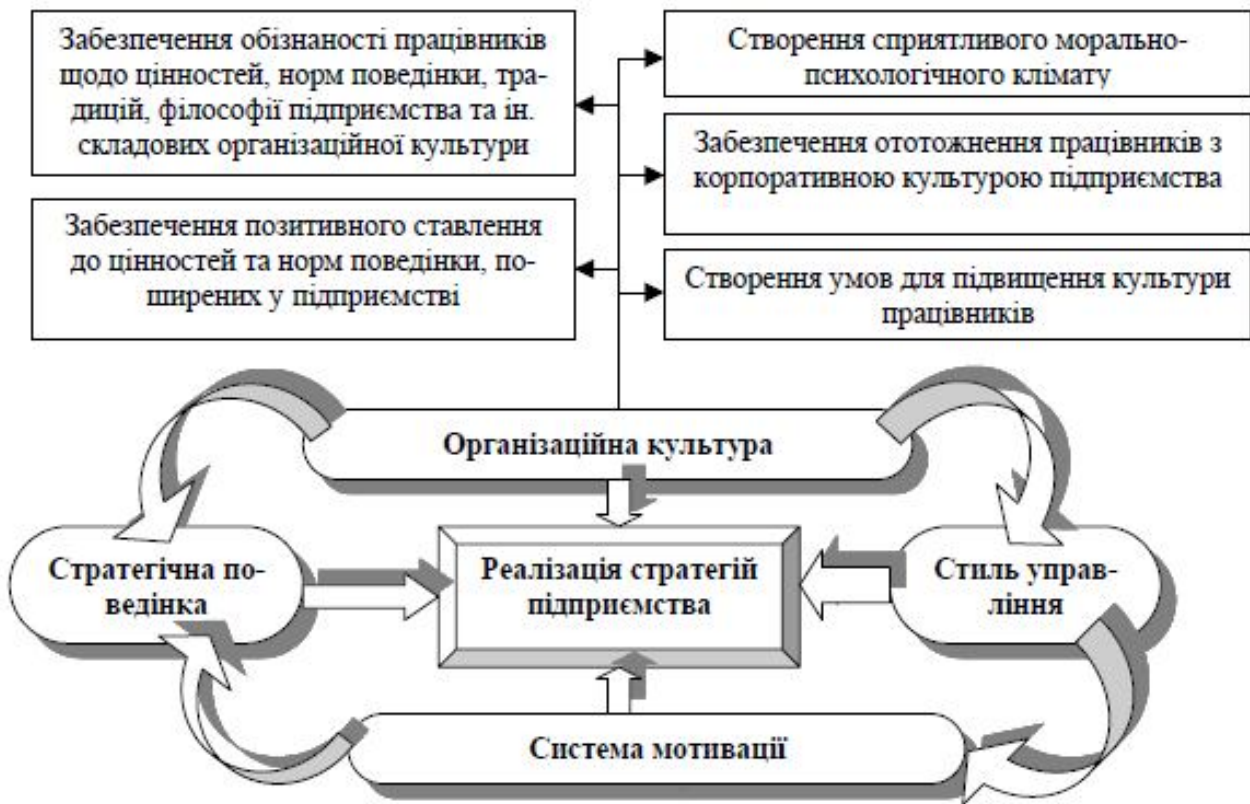 Забезпечення обізнаності працівників
щодо цінностей, норм поведінки, тра-
дицій, філософії підприємства та ін.
складових організаційної культури
Забезпечення позитивного ставлення
до цінностей та норм поведінки, по-
ширених у підприємстві
Створення сприятливого морально-
психологічного клімату
Забезпечення ототожнення працівників з
корпоративною культурою підприємства
Створення умов для підвищення культури
працівників
Організаційна культура
Стратегічна по-
ведінка
Реалізація стратегій
підприємства
Стиль управ-
ління
Система мотивації